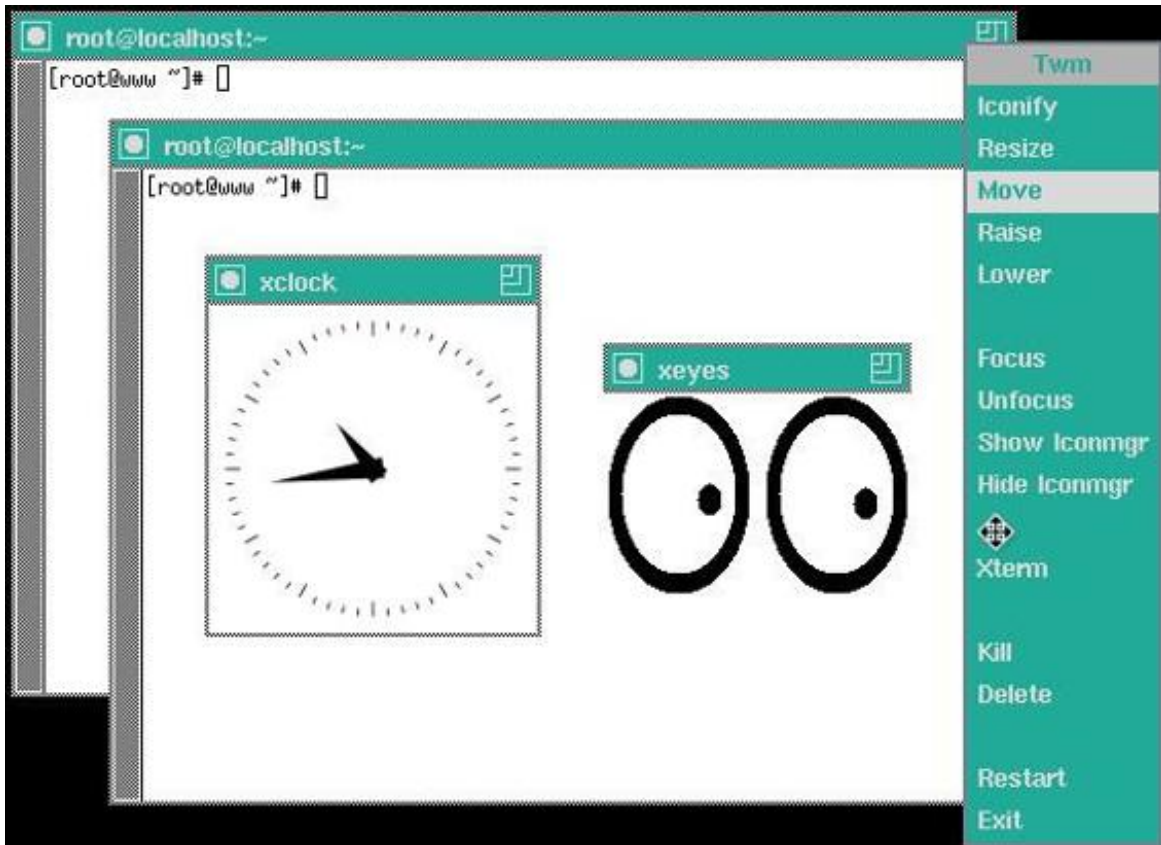 root@localhost:~
[root@www ~]#
root@localhost:~
[root@www ~]#
xclock
xeyes
Twm
Iconify
Resize
Move
Raise
Lower
Focus
Unfocus
Show Iconmgr
Hide Iconmgr
Xterm
Kill
Delete
Restart
Exit